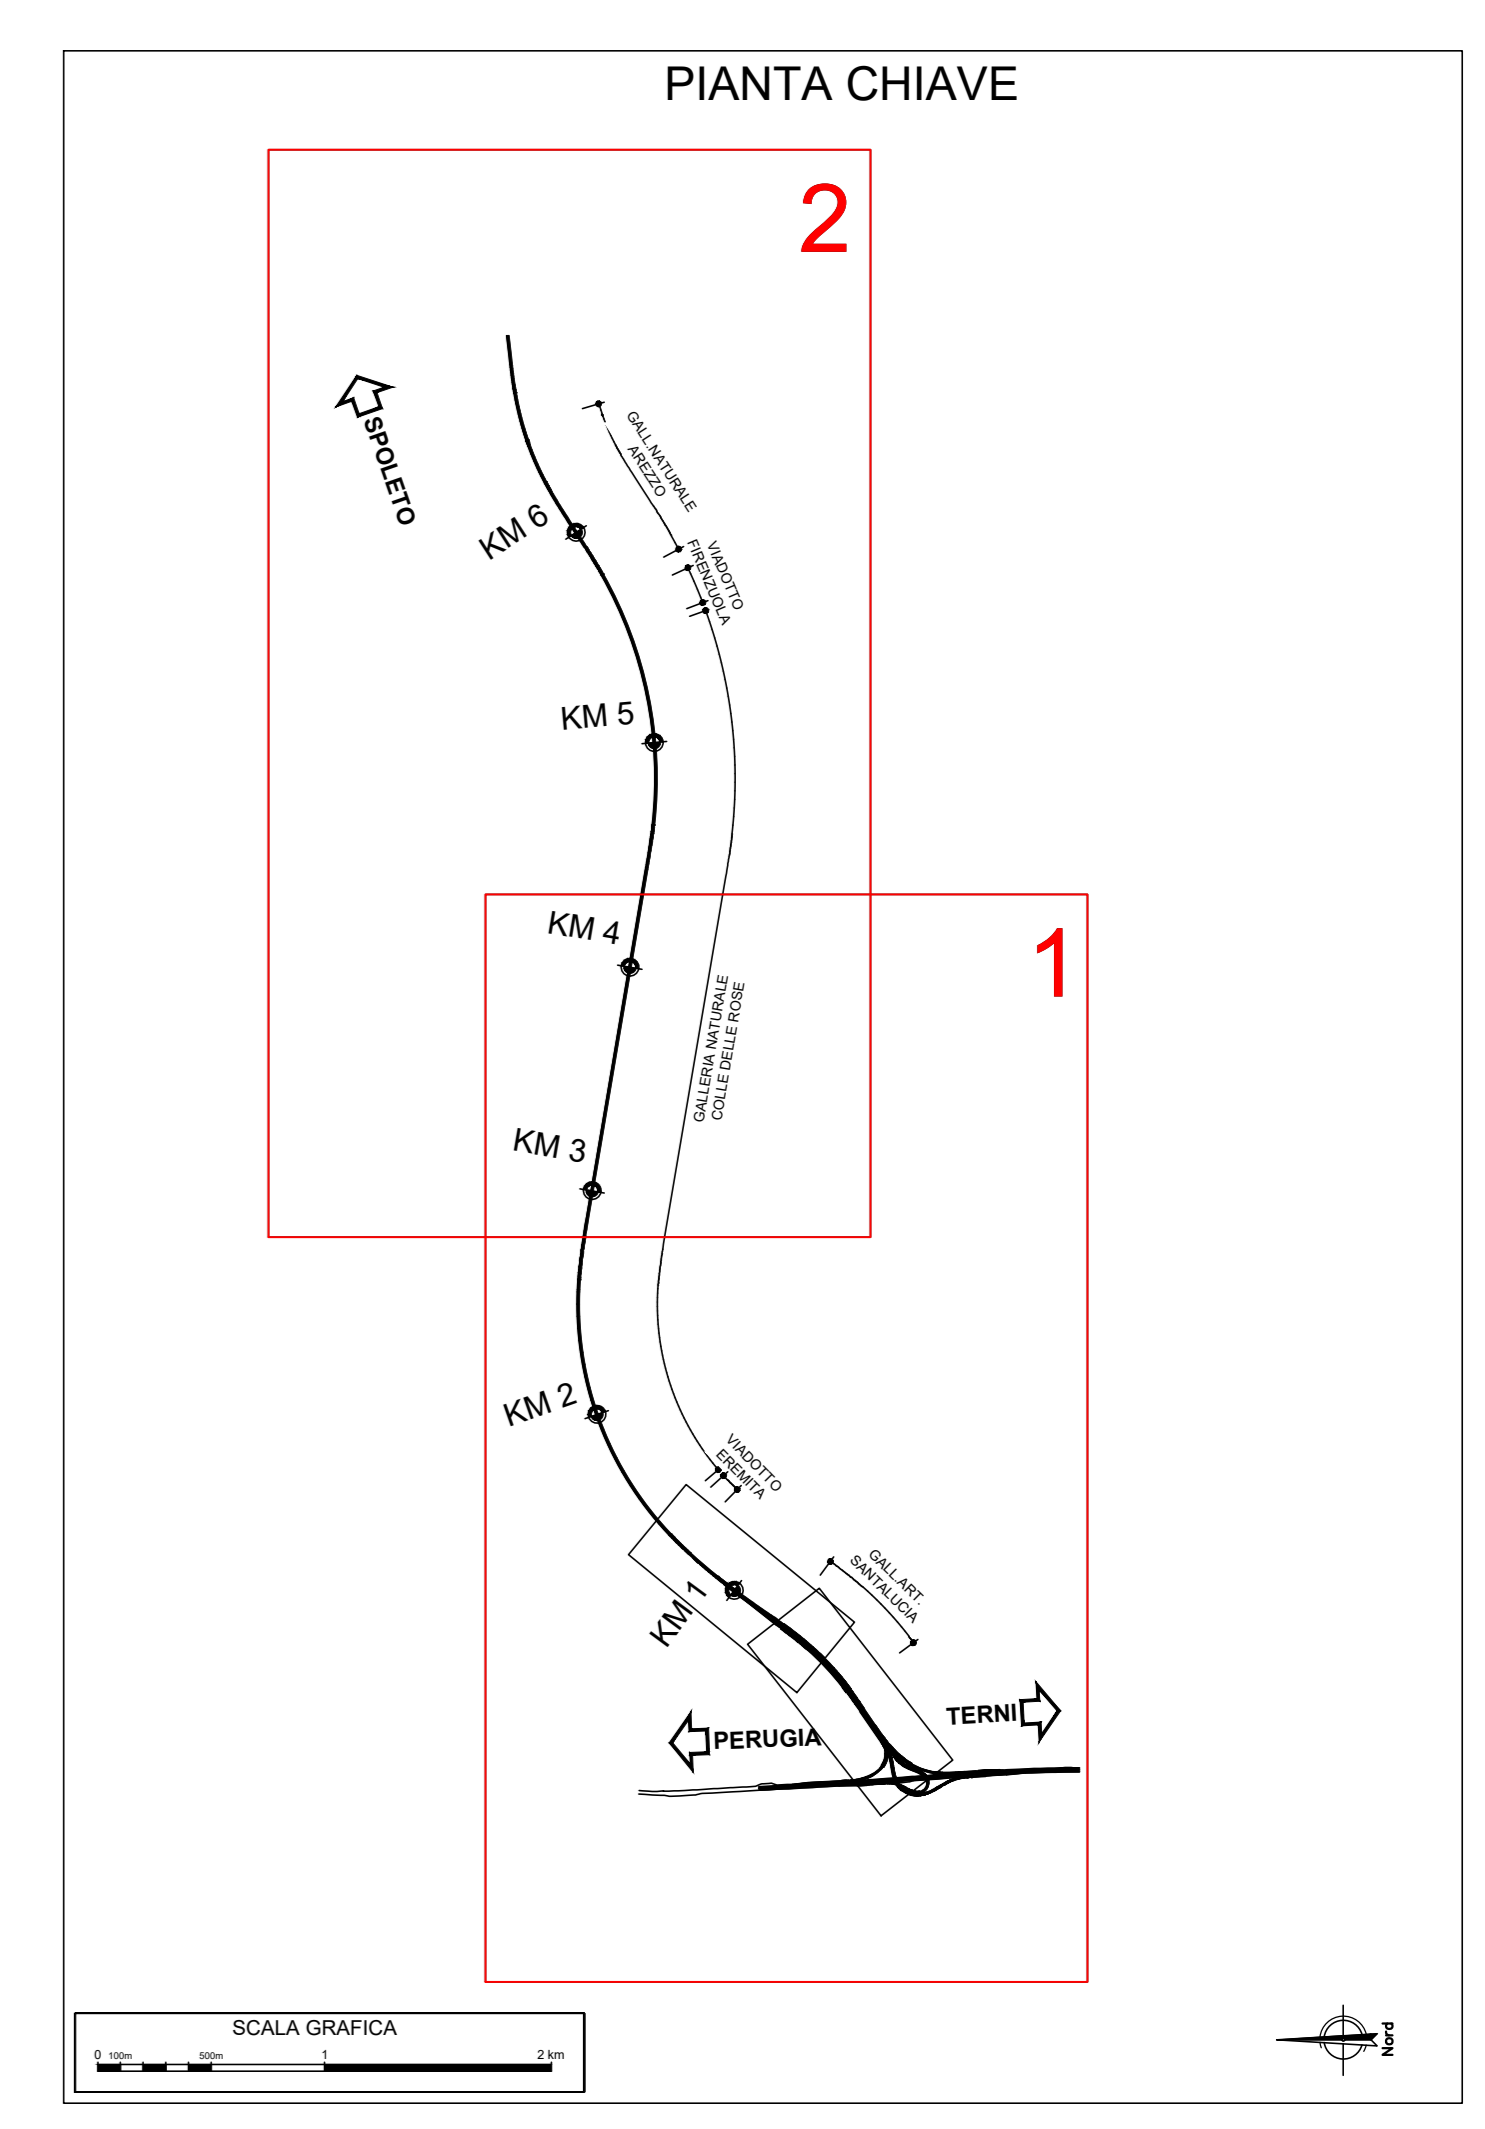 PIANTA CHIAVE
2
SPOLETO
GALL.NATURALE
AREZZO
KM 6
VIADOTTO
FIRENZUOLA
KM 5
KM 4
1
GALLERIA NATURALE
COLLE DELLE ROSE
KM 3
KM 2
VIADOTTO
EREMITA
GALL.ART.
SANTALUCIA
KM 1
TERNI
PERUGIA
SCALA GRAFICA
0 100m 500m 1 2 km
Nord